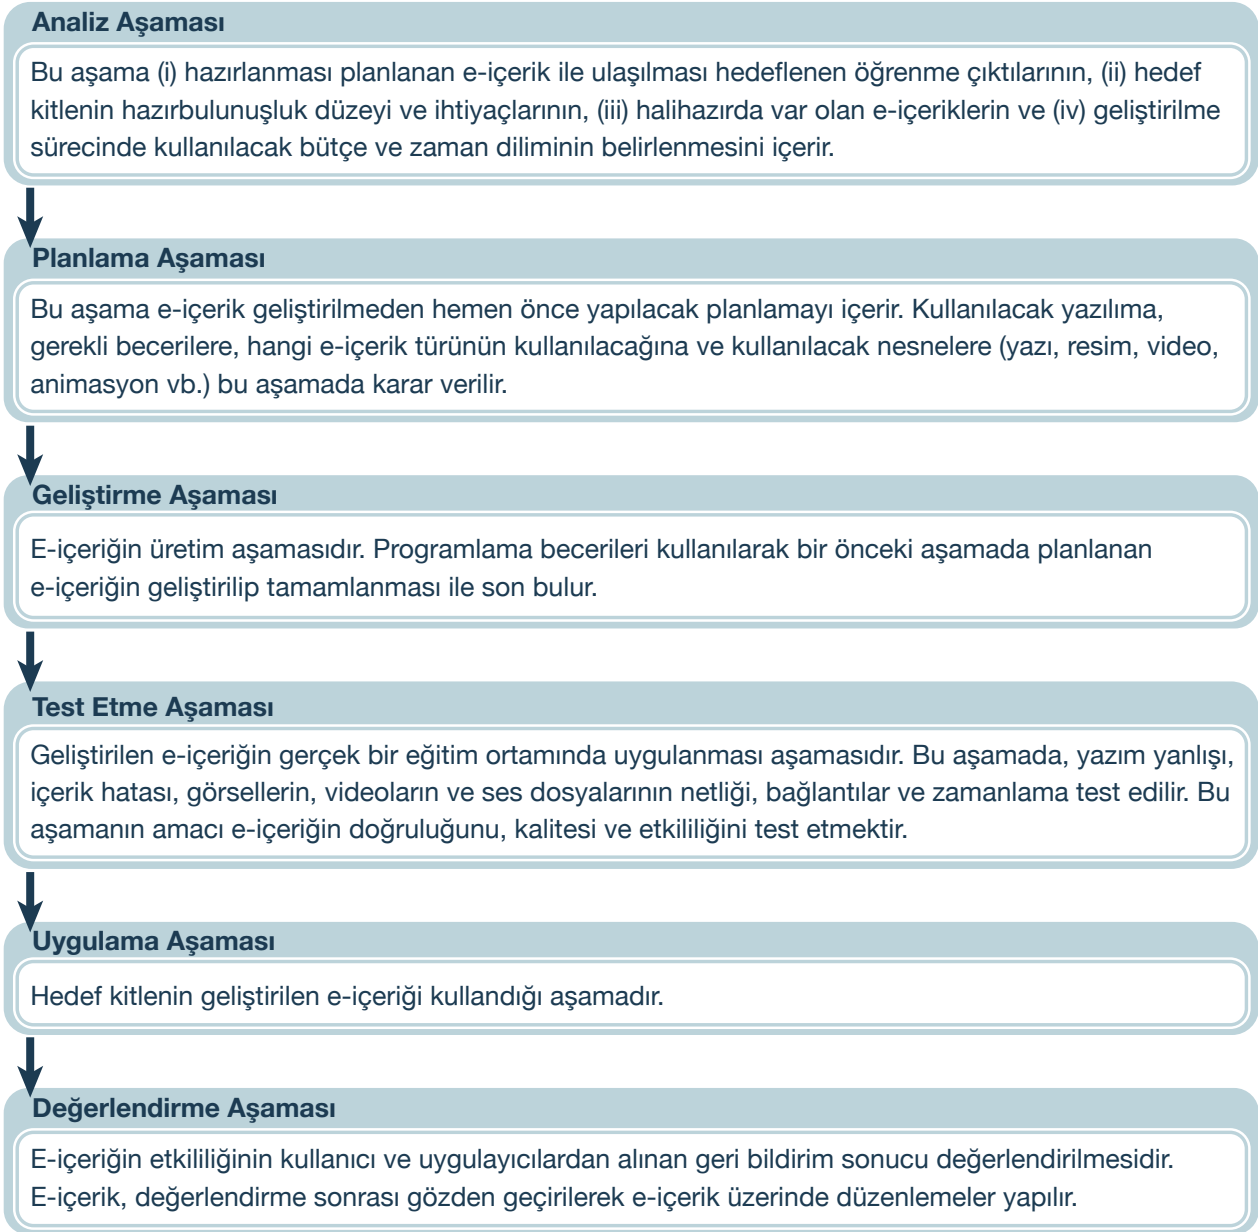 Analiz Aşaması
Bu aşama (i) hazırlanması planlanan e-içerik ile ulaşılması hedeflenen öğrenme çıktılarının, (ii) hedef
kitlenin hazırbulunuşluk düzeyi ve ihtiyaçlarının, (iii) halihazırda var olan e-içeriklerin ve (iv) geliştirilme
sürecinde kullanılacak bütçe ve zaman diliminin belirlenmesini içerir.
Planlama Aşaması
Bu aşama e-içerik geliştirilmeden hemen önce yapılacak planlamayı içerir. Kullanılacak yazılıma,
gerekli becerilere, hangi e-içerik türünün kullanılacağına ve kullanılacak nesnelere (yazı, resim, video,
animasyon vb.) bu aşamada karar verilir.
Geliştirme Aşaması
E-içeriğin üretim aşamasıdır. Programlama becerileri kullanılarak bir önceki aşamada planlanan
e-içeriğin geliştirilip tamamlanması ile son bulur.
Test Etme Aşaması
Geliştirilen e-içeriğin gerçek bir eğitim ortamında uygulanması aşamasıdır. Bu aşamada, yazım yanlışı,
içerik hatası, görsellerin, videoların ve ses dosyalarının netliği, bağlantılar ve zamanlama test edilir. Bu
aşamanın amacı e-içeriğin doğruluğunu, kalitesi ve etkililiğini test etmektir.
Uygulama Aşaması
Hedef kitlenin geliştirilen e-içeriği kullandığı aşamadır.
Değerlendirme Aşaması
E-içeriğin etkililiğinin kullanıcı ve uygulayıcılardan alınan geri bildirim sonucu değerlendirilmesidir.
E-içerik, değerlendirme sonrası gözden geçirilerek e-içerik üzerinde düzenlemeler yapılır.